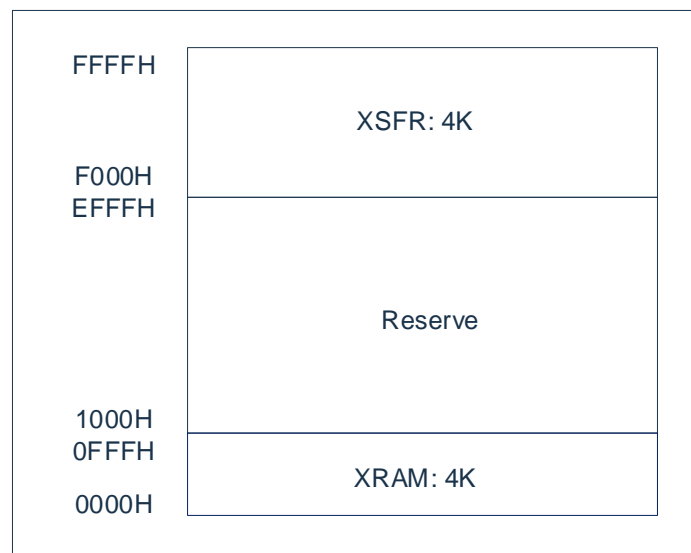 FFFFH
XSFR: 4K
F000H
EFFFH
Reserve
1000H
0FFFH
XRAM: 4K
0000H